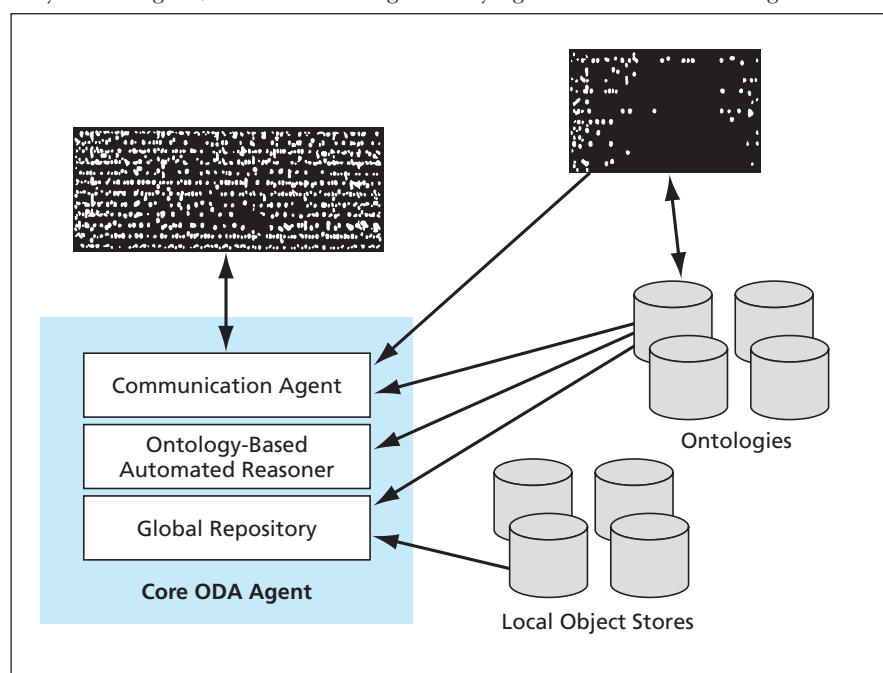 Communication Agent
Ontology-Based
Automated Reasoner
Global Repository
Core ODA Agent
Ontologies
Local Object Stores